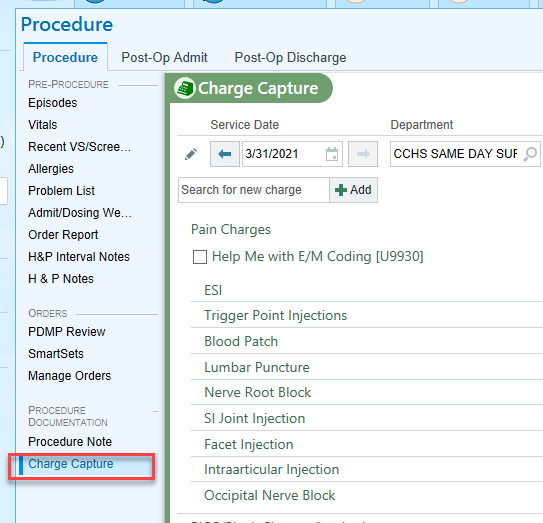 Procedure
Procedure Post-Op Admit Post-Op Discharge
PRE-PROCEDURE
Episodes
Vitals
Recent VS/Scree...
Allergies
Problem List
Admit/Dosing We...
Order Report
H&P Interval Notes
H & P Notes
ORDERS
PDMP Review
SmartSets
Manage Orders
PROCEDURE
DOCUMENTATION
Procedure Note
Charge Capture
Charge Capture
Service Date Department
3/31/2021 CCHS SAME DAY SUR
Search for new charge Add
Pain Charges
Help Me with E/M Coding [U9930]
ESI
Trigger Point Injections
Blood Patch
Lumbar Puncture
Nerve Root Block
SI Joint Injection
Facet Injection
Intraarticular Injection
Occipital Nerve Block